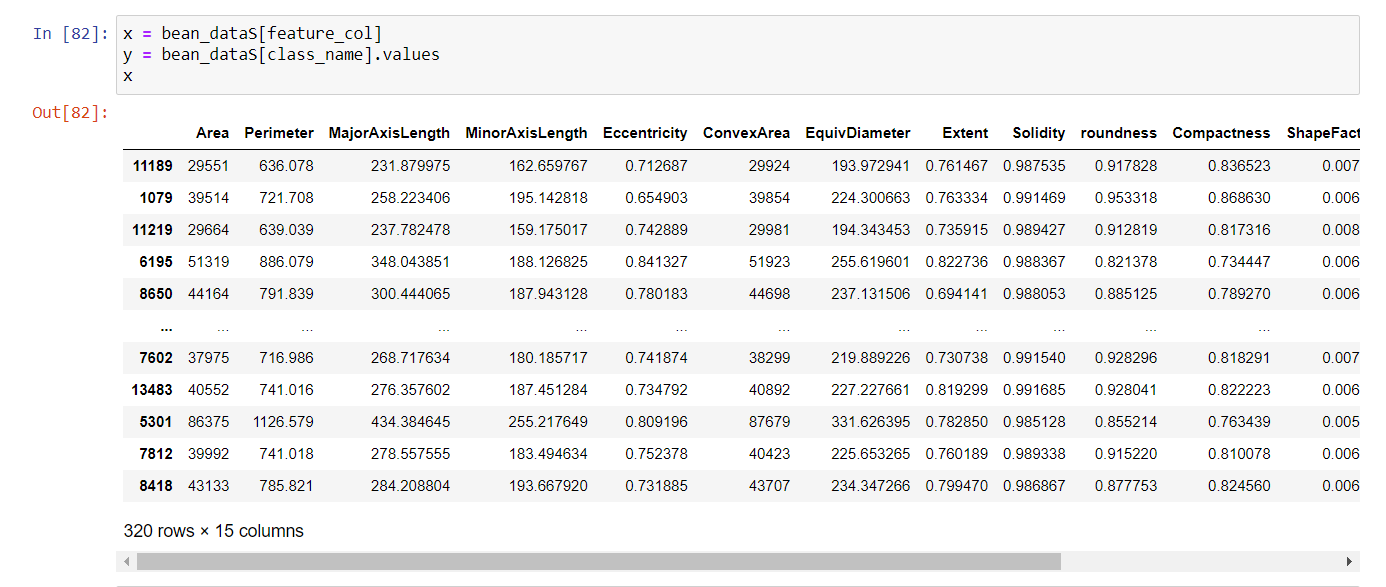 In [82]: x = bean_dataS[feature_col]
y = bean_dataS[class_name].values
x
Out[82]:
Area Perimeter MajorAxisLength MinorAxisLength Eccentricity ConvexArea EquivDiameter Extent Solidity roundness Compactness ShapeFact
11189 29551 636.078 231.879975 162.659767 0.712687 29924 193.972941 0.761467 0.987535 0.917828 0.836523 0.007
1079 39514 721.708 258.223406 195.142818 0.654903 39854 224.300663 0.763334 0.991469 0.953318 0.868630 0.006
11219 29664 639.039 237.782478 159.175017 0.742889 29981 194.343453 0.735915 0.989427 0.912819 0.817316 0.008
6195 51319 886.079 348.043851 188.126825 0.841327 51923 255.619601 0.822736 0.988367 0.821378 0.734447 0.006
8650 44164 791.839 300.444065 187.943128 0.780183 44698 237.131506 0.694141 0.988053 0.885125 0.789270 0.006
... ... ... ... ... ... ... ... ... ... ... ...
7602 37975 716.986 268.717634 180.185717 0.741874 38299 219.889226 0.730738 0.991540 0.928296 0.818291 0.007
13483 40552 741.016 276.357602 187.451284 0.734792 40892 227.227661 0.819299 0.991685 0.928041 0.822223 0.006
5301 86375 1126.579 434.384645 255.217649 0.809196 87679 331.626395 0.782850 0.985128 0.855214 0.763439 0.005
7812 39992 741.018 278.557555 183.494634 0.752378 40423 225.653265 0.760189 0.989338 0.915220 0.810078 0.006
8418 43133 785.821 284.208804 193.667920 0.731885 43707 234.347266 0.799470 0.986867 0.877753 0.824560 0.006
320 rows × 15 columns